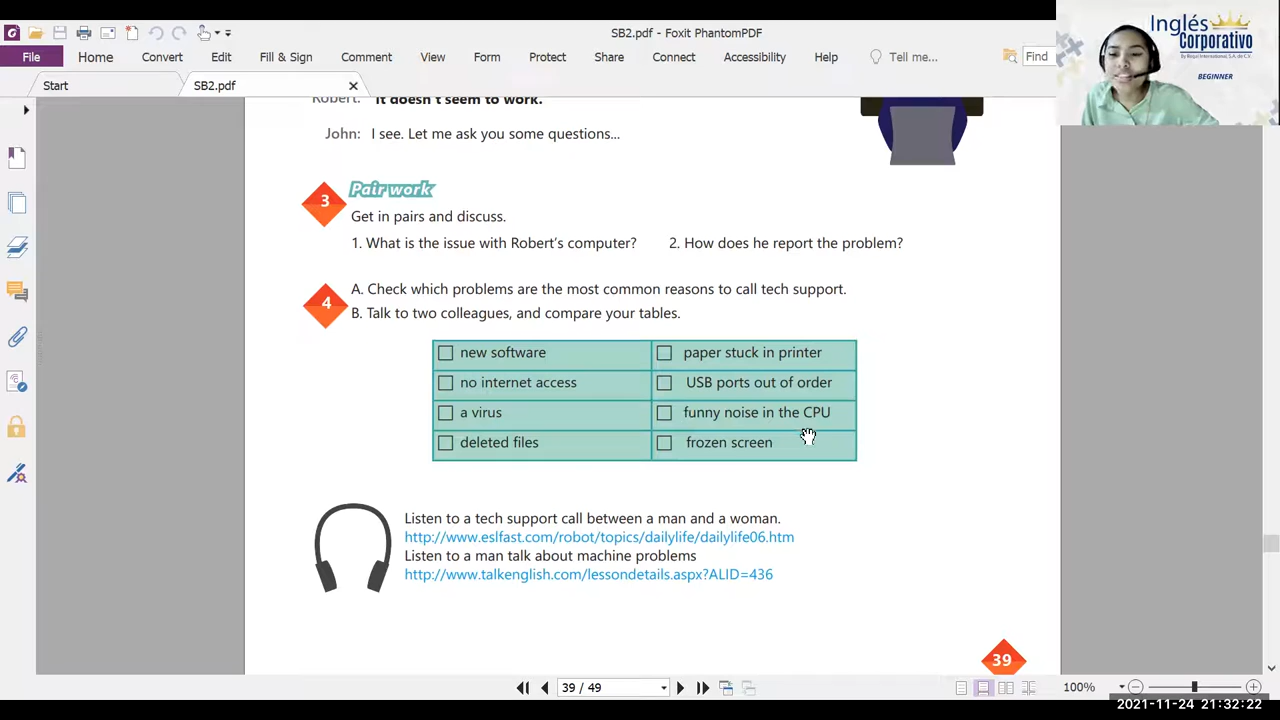 SB2.pdf - Foxit PhantomPDF
File Home Convert Edit Fill & Sign Comment View Form Protect Share Connect Accessibility Help Tell me... Find
Start SB2.pdf
Inglés
Corporativo
BEGINNER
Robert: It doesn't seem to work.
John: I see. Let me ask you some questions...
3 Pair work
Get in pairs and discuss.
1. What is the issue with Robert's computer? 2. How does he report the problem?
4 A. Check which problems are the most common reasons to call tech support.
B. Talk to two colleagues, and compare your tables.
new software paper stuck in printer
no internet access USB ports out of order
a virus funny noise in the CPU
deleted files frozen screen
Listen to a tech support call between a man and a woman.
http://www.eslfast.com/robot/topics/dailylife/dailylife06.htm
Listen to a man talk about machine problems
http://www.talkenglish.com/lessondetails.aspx?ALID=436
39
39 / 49 100%
2021-11-24 21:32:22